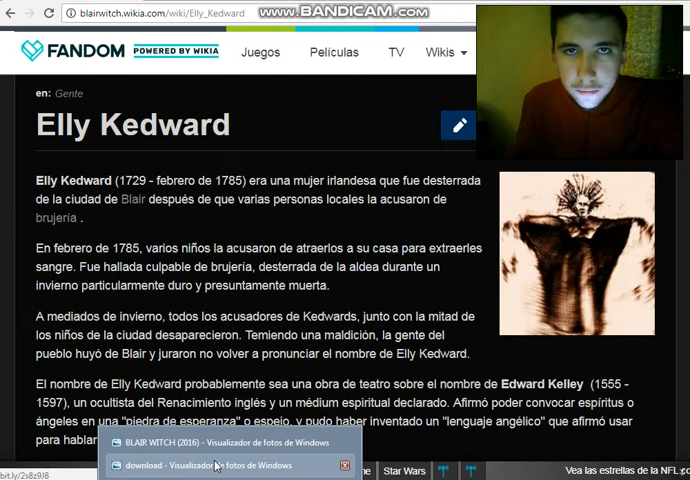 blairwitch.wikia.com/wiki/Elly_Kedward
www.BANDICAM.com
FANDOM POWERED BY WIKIA Juegos Películas TV Wikis
en: Gente
Elly Kedward
Elly Kedward (1729 - febrero de 1785) era una mujer irlandesa que fue desterrada
de la ciudad de Blair después de que varias personas locales la acusaron de
brujería .
En febrero de 1785, varios niños la acusaron de atraerlos a su casa para extraerles
sangre. Fue hallada culpable de brujería, desterrada de la aldea durante un
invierno particularmente duro y presuntamente muerta.
A mediados de invierno, todos los acusadores de Kedwards, junto con la mitad de
los niños de la ciudad desaparecieron. Temiendo una maldición, la gente del
pueblo huyó de Blair y juraron no volver a pronunciar el nombre de Elly Kedward.
El nombre de Elly Kedward probablemente sea una obra de teatro sobre el nombre de Edward Kelley (1555 -
1597), un ocultista del Renacimiento inglés y un médium espiritual declarado. Afirmó poder convocar espíritus o
ángeles en una "piedra de esperanza" o espejo, y pudo haber inventado un "lenguaje angélico" que afirmó usar
para hablar
BLAIR WITCH (2016) - Visualizador de fotos de Windows
download - Visualizador de fotos de Windows
bit.ly/2s8z9JB
Star Wars
Vea las estrellas de la NFL